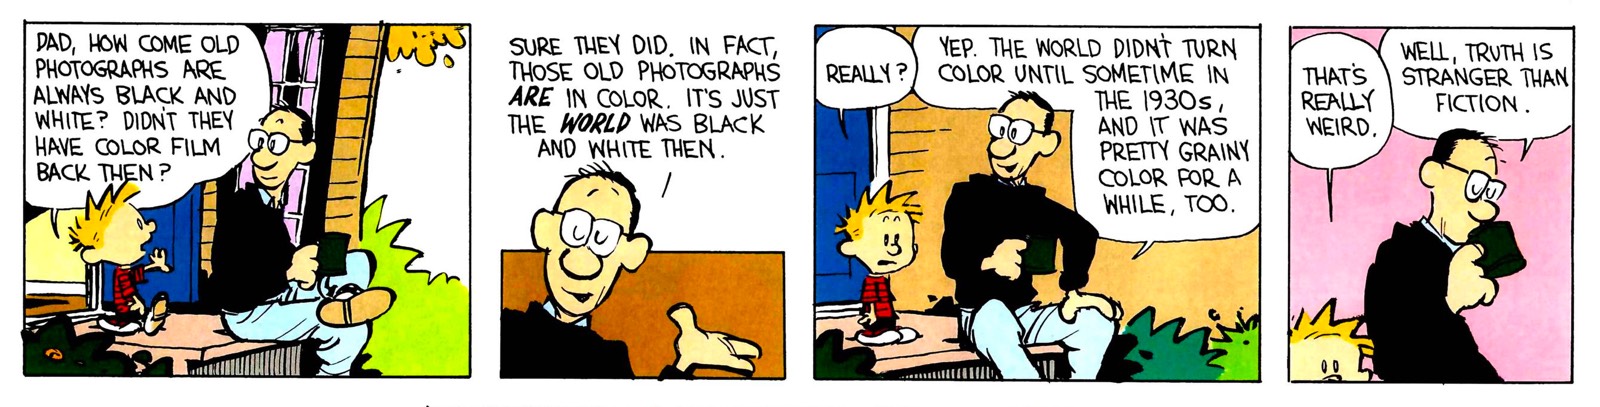 DAD, HOW COME OLD
PHOTOGRAPHS ARE
ALWAYS BLACK AND
WHITE? DIDN'T THEY
HAVE COLOR FILM
BACK THEN?
SURE THEY DID. IN FACT,
THOSE OLD PHOTOGRAPHS
ARE IN COLOR. IT'S JUST
THE WORLD WAS BLACK
AND WHITE THEN.
REALLY?
YEP. THE WORLD DIDN'T TURN
COLOR UNTIL SOMETIME IN
THE 1930s,
AND IT WAS
PRETTY GRAINY
COLOR FOR A
WHILE, TOO.
THAT'S
REALLY
WEIRD.
WELL, TRUTH IS
STRANGER THAN
FICTION.